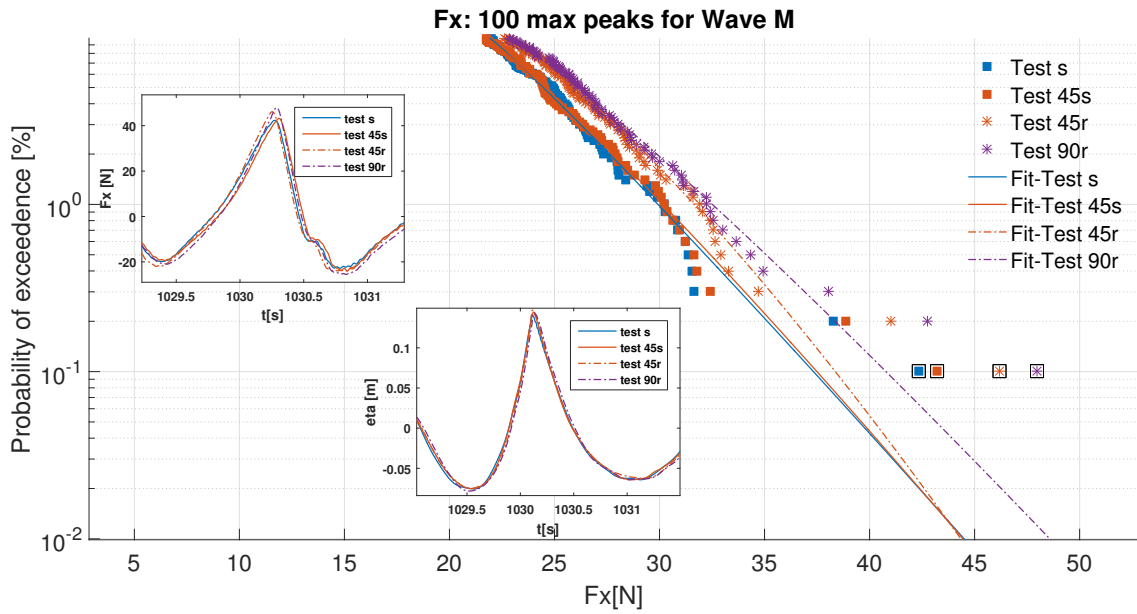 Fx: 100 max peaks for Wave M
Probability of exceedence [%]
10^0
10^-1
10^-2
5 10 15 20 25 30 35 40 45 50
Fx[N]
Test s
Test 45s
Test 45r
Test 90r
Fit-Test s
Fit-Test 45s
Fit-Test 45r
Fit-Test 90r
Fx [N]
40
20
0
-20
1029.5 1030 1030.5 1031
t[s]
test s
test 45s
test 45r
test 90r
eta [m]
0.1
0.05
0
-0.05
1029.5 1030 1030.5 1031
t[s]
test s
test 45s
test 45r
test 90r